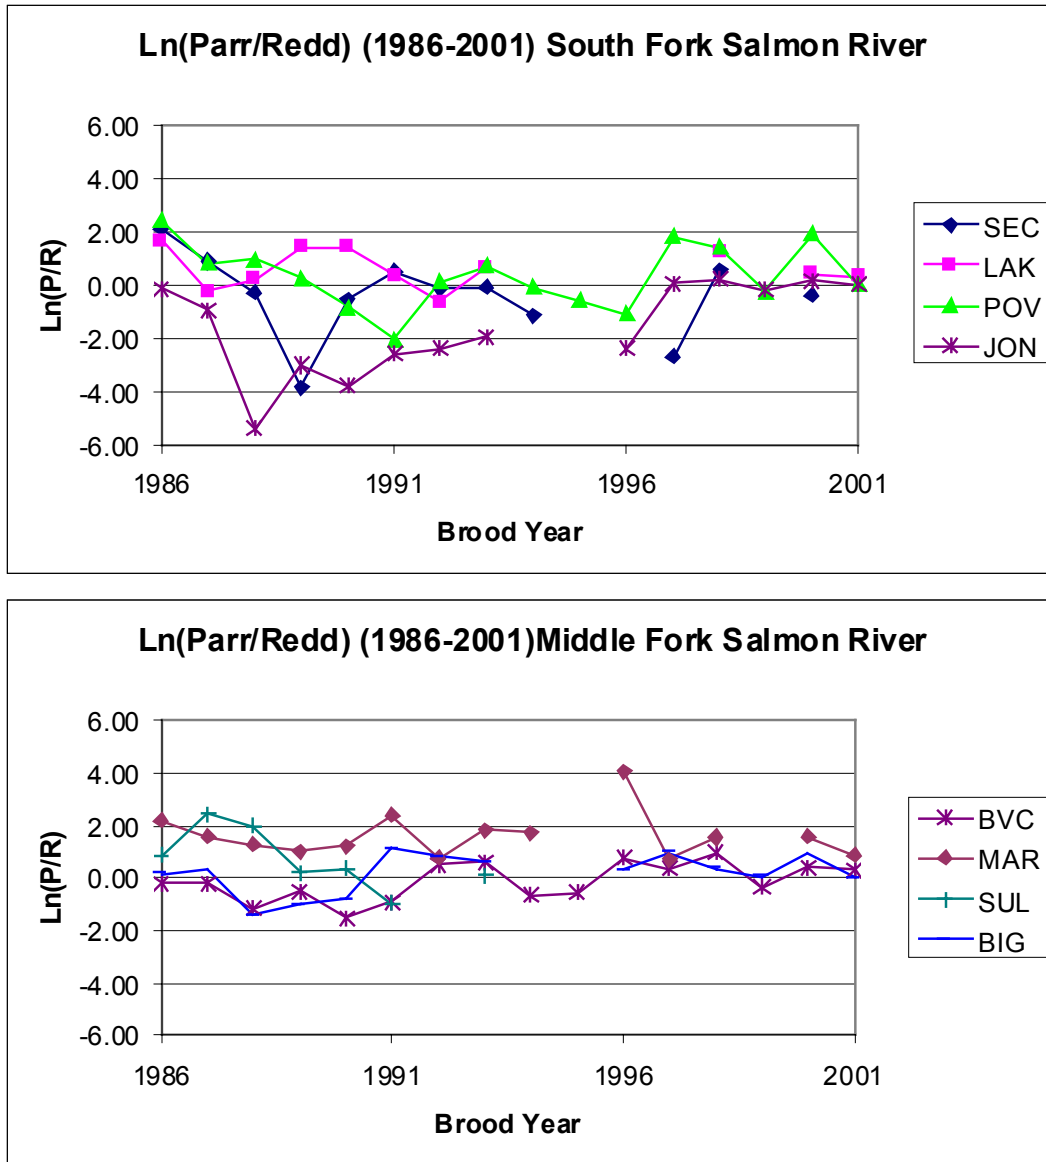 Ln(Parr/Redd) (1986-2001) South Fork Salmon River
6.00
4.00
2.00
0.00
-2.00
-4.00
-6.00
Ln(P/R)
1986
1991
1996
2001
Brood Year
SEC
LAK
POV
JON
Ln(Parr/Redd) (1986-2001)Middle Fork Salmon River
6.00
4.00
2.00
0.00
-2.00
-4.00
-6.00
Ln(P/R)
1986
1991
1996
2001
Brood Year
BVC
MAR
SUL
BIG